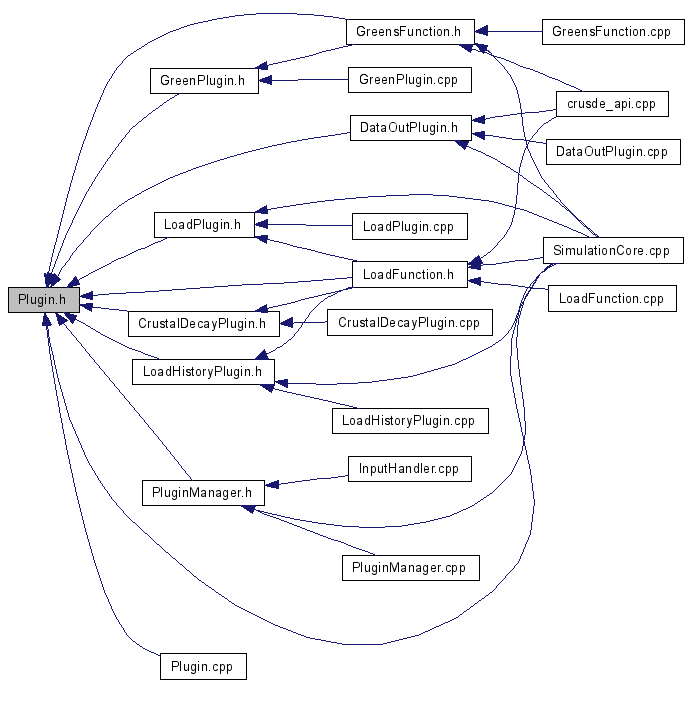 GreensFunction.h
GreensFunction.cpp
GreenPlugin.h
GreenPlugin.cpp
crusde_api.cpp
DataOutPlugin.h
DataOutPlugin.cpp
LoadPlugin.h
LoadPlugin.cpp
SimulationCore.cpp
LoadFunction.h
Plugin.h
LoadFunction.cpp
CrustalDecayPlugin.h
CrustalDecayPlugin.cpp
LoadHistoryPlugin.h
LoadHistoryPlugin.cpp
InputHandler.cpp
PluginManager.h
PluginManager.cpp
Plugin.cpp